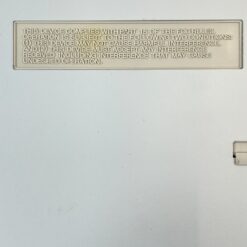 THIS DEVICE COMPLIES WITH PART 15 OF THE FCC RULES.
OPERATION IS SUBJECT TO THE FOLLOWING TWO CONDITIONS:
(1) THIS DEVICE MAY NOT CAUSE HARMFUL INTERFERENCE,
AND (2) THIS DEVICE MUST ACCEPT ANY INTERFERENCE
RECEIVED, INCLUDING INTERFERENCE THAT MAY CAUSE
UNDESIRED OPERATION.